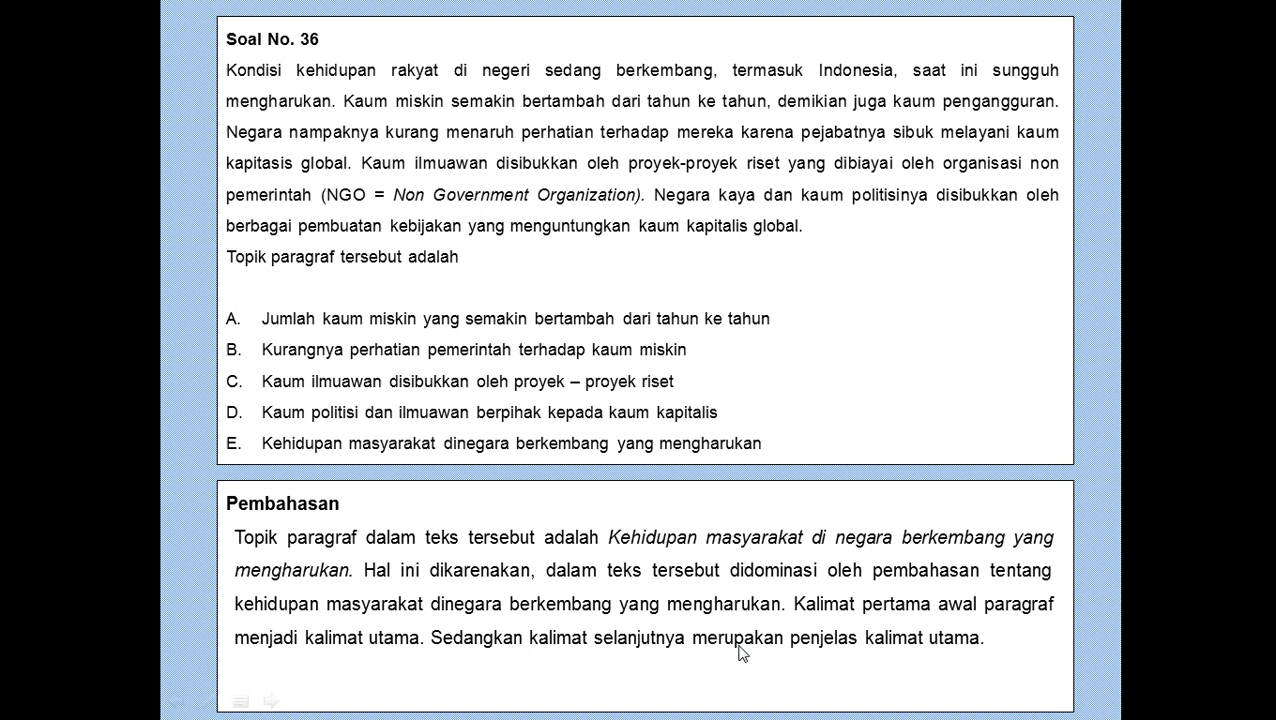 Soal No. 36
Kondisi kehidupan rakyat di negeri sedang berkembang, termasuk Indonesia, saat ini sungguh
mengharukan. Kaum miskin semakin bertambah dari tahun ke tahun, demikian juga kaum pengangguran.
Negara nampaknya kurang menaruh perhatian terhadap mereka karena pejabatnya sibuk melayani kaum
kapitasis global. Kaum ilmuawan disibukkan oleh proyek-proyek riset yang dibiayai oleh organisasi non
pemerintah (NGO = Non Government Organization). Negara kaya dan kaum politisinya disibukkan oleh
berbagai pembuatan kebijakan yang menguntungkan kaum kapitalis global.
Topik paragraf tersebut adalah
A. Jumlah kaum miskin yang semakin bertambah dari tahun ke tahun
B. Kurangnya perhatian pemerintah terhadap kaum miskin
C. Kaum ilmuawan disibukkan oleh proyek – proyek riset
D. Kaum politisi dan ilmuawan berpihak kepada kaum kapitalis
E. Kehidupan masyarakat dinegara berkembang yang mengharukan
Pembahasan
Topik paragraf dalam teks tersebut adalah Kehidupan masyarakat di negara berkembang yang
mengharukan. Hal ini dikarenakan, dalam teks tersebut didominasi oleh pembahasan tentang
kehidupan masyarakat dinegara berkembang yang mengharukan. Kalimat pertama awal paragraf
menjadi kalimat utama. Sedangkan kalimat selanjutnya merupakan penjelas kalimat utama.